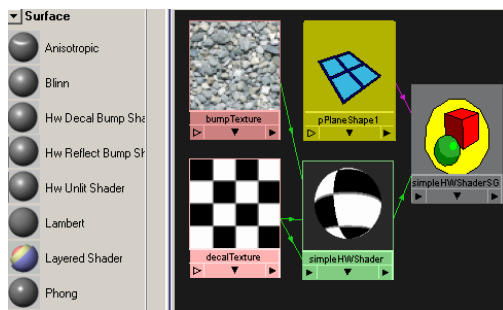 Surface
Anisotropic
Blinn
Hw Decal Bump Sha
Hw Reflect Bump Sh
Hw Unlit Shader
Lambert
Layered Shader
Phong
bumpTexture
pPlaneShape1
simpleHWShaderSG
decalTexture
simpleHWShader